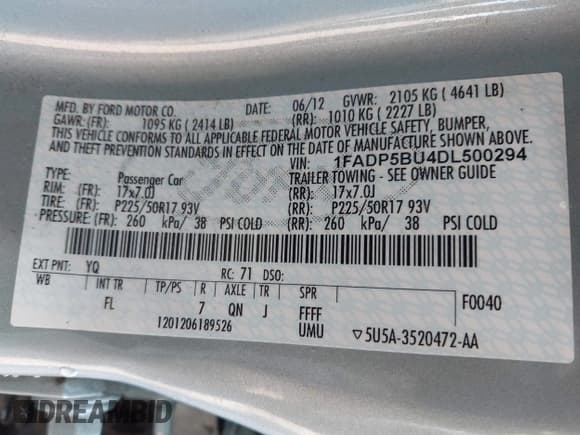 MFD. BY FORD MOTOR CO.
DATE: 06/12 GVWR: 2105 KG ( 4641 LB)
GAWR: (FR): 1095 KG ( 2414 LB) (RR): 1010 KG ( 2227 LB)
THIS VEHICLE CONFORMS TO ALL APPLICABLE FEDERAL MOTOR VEHICLE SAFETY, BUMPER,
AND THEFT PREVENTION STANDARDS IN EFFECT ON THE DATE OF MANUFACTURE SHOWN ABOVE.
VIN: 1FADP5BU4DL500294
TYPE: Passenger Car TRAILER TOWING - SEE OWNER GUIDE
RIM: (FR): 17x7.0J (RR): 17x7.0J
TIRE: (FR): P225/50R17 93V (RR): P225/50R17 93V
PRESSURE: (FR): 260 kPa/ 38 PSI COLD (RR): 260 kPa/ 38 PSI COLD
EXT PNT: YQ RC: 71 DSO:
WB INT TR TP/PS R AXLE TR SPR F0040
FL 7 QN J FFFF
1201206189526 UMU ▽5U5A-3520472-AA
DREAMBID